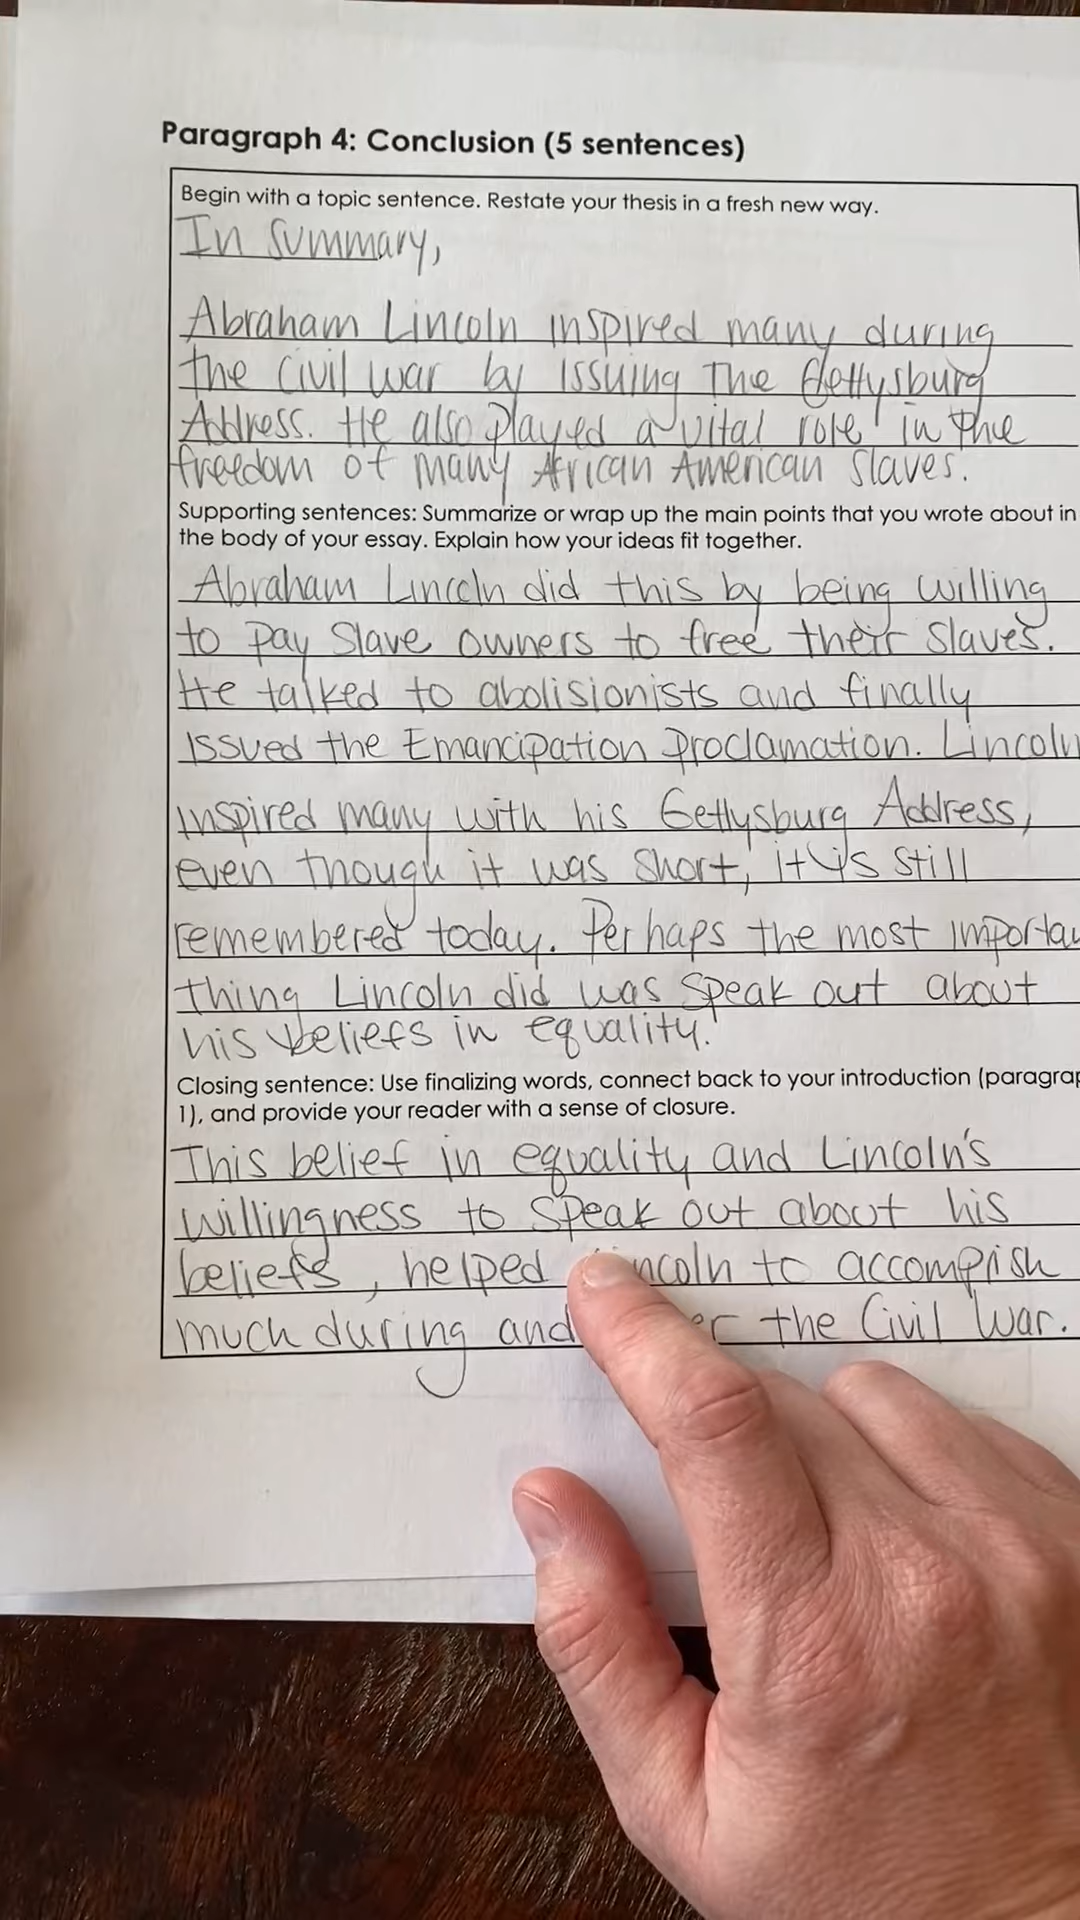 Paragraph 4: Conclusion (5 sentences)
Begin with a topic sentence. Restate your thesis in a fresh new way.
In Summary,
Abraham Lincoln inspired many during
the Civil War by issuing The Gettysburg
Address. He also played a vital role in the
freedom of many African American Slaves.
Supporting sentences: Summarize or wrap up the main points that you wrote about in
the body of your essay. Explain how your ideas fit together.
Abraham Lincoln did this by being willing
to pay Slave owners to free their Slaves.
He talked to abolisionists and finally
issued the Emancipation Proclamation. Lincoln
inspired many with his Gettysburg Address,
even though it was short, it is still
remembered today. Perhaps the most importa
thing Lincoln did was speak out about
his beliefs in equality.
Closing sentence: Use finalizing words, connect back to your introduction (paragrap
1), and provide your reader with a sense of closure.
This belief in equality and Lincoln's
willingness to speak out about his
beliefs, helped ncoln to accomplish
much during and er the Civil War.